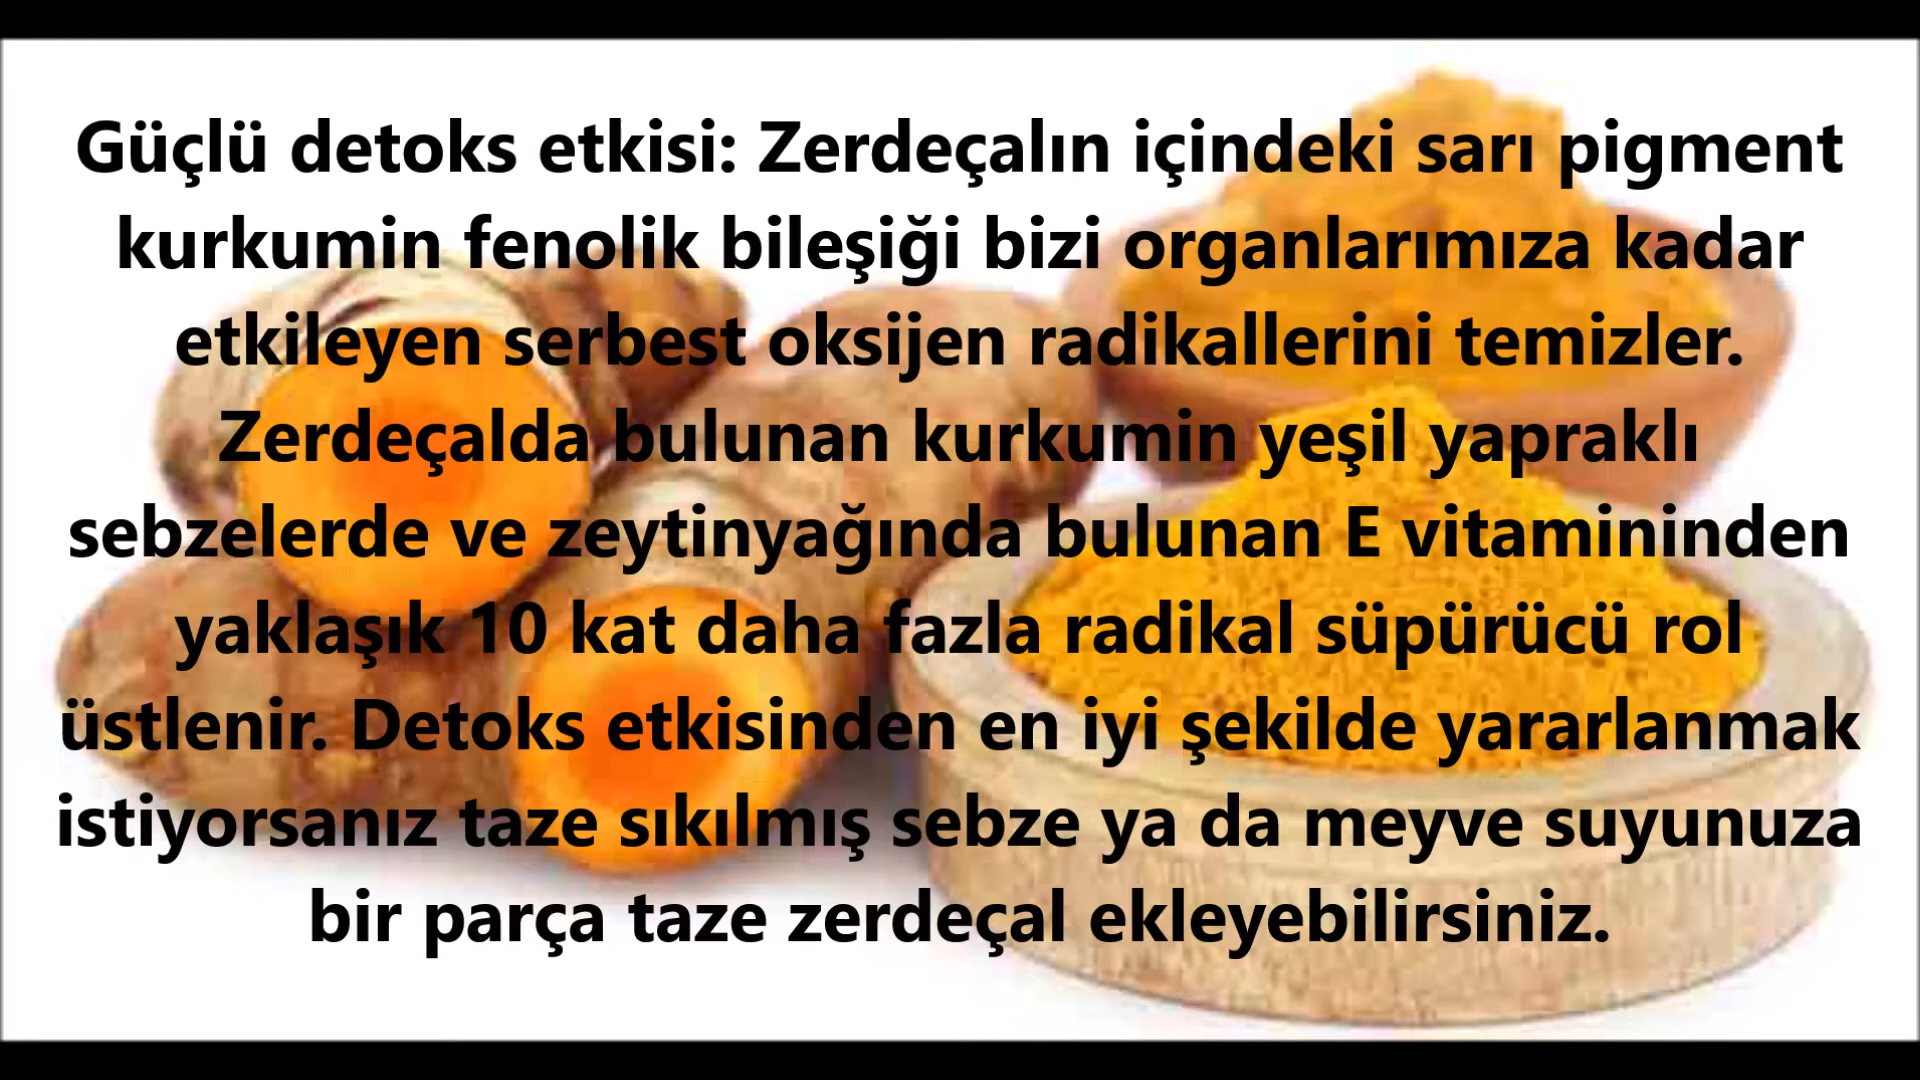 Güçlü detoks etkisi: Zerdeçalın içindeki sarı pigment
kurkumin fenolik bileşiği bizi organlarımıza kadar
etkileyen serbest oksijen radikallerini temizler.
Zerdeçalda bulunan kurkumin yeşil yapraklı
sebzelerde ve zeytinyağında bulunan E vitamininden
yaklaşık 10 kat daha fazla radikal süpürücü rol
üstlenir. Detoks etkisinden en iyi şekilde yararlanmak
istiyorsanız taze sıkılmış sebze ya da meyve suyunuza
bir parça taze zerdeçal ekleyebilirsiniz.